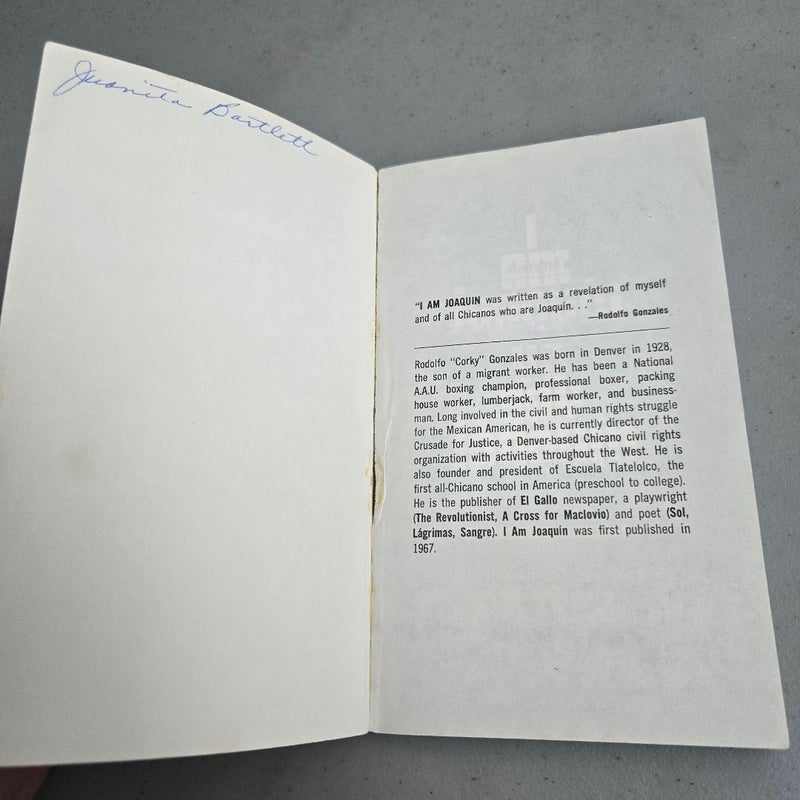 Juanita Bartlett
"I AM JOAQUIN was written as a revelation of myself
and of all Chicanos who are Joaquín. . ."
—Rodolfo Gonzales
Rodolfo "Corky" Gonzales was born in Denver in 1928,
the son of a migrant worker. He has been a National
A.A.U. boxing champion, professional boxer, packing
house worker, lumberjack, farm worker, and business-
man. Long involved in the civil and human rights struggle
for the Mexican American, he is currently director of the
Crusade for Justice, a Denver-based Chicano civil rights
organization with activities throughout the West. He is
also founder and president of Escuela Tlatelolco, the
first all-Chicano school in America (preschool to college).
He is the publisher of El Gallo newspaper, a playwright
(The Revolutionist, A Cross for Maclovio) and poet (Sol,
Lágrimas, Sangre). I Am Joaquín was first published in
1967.